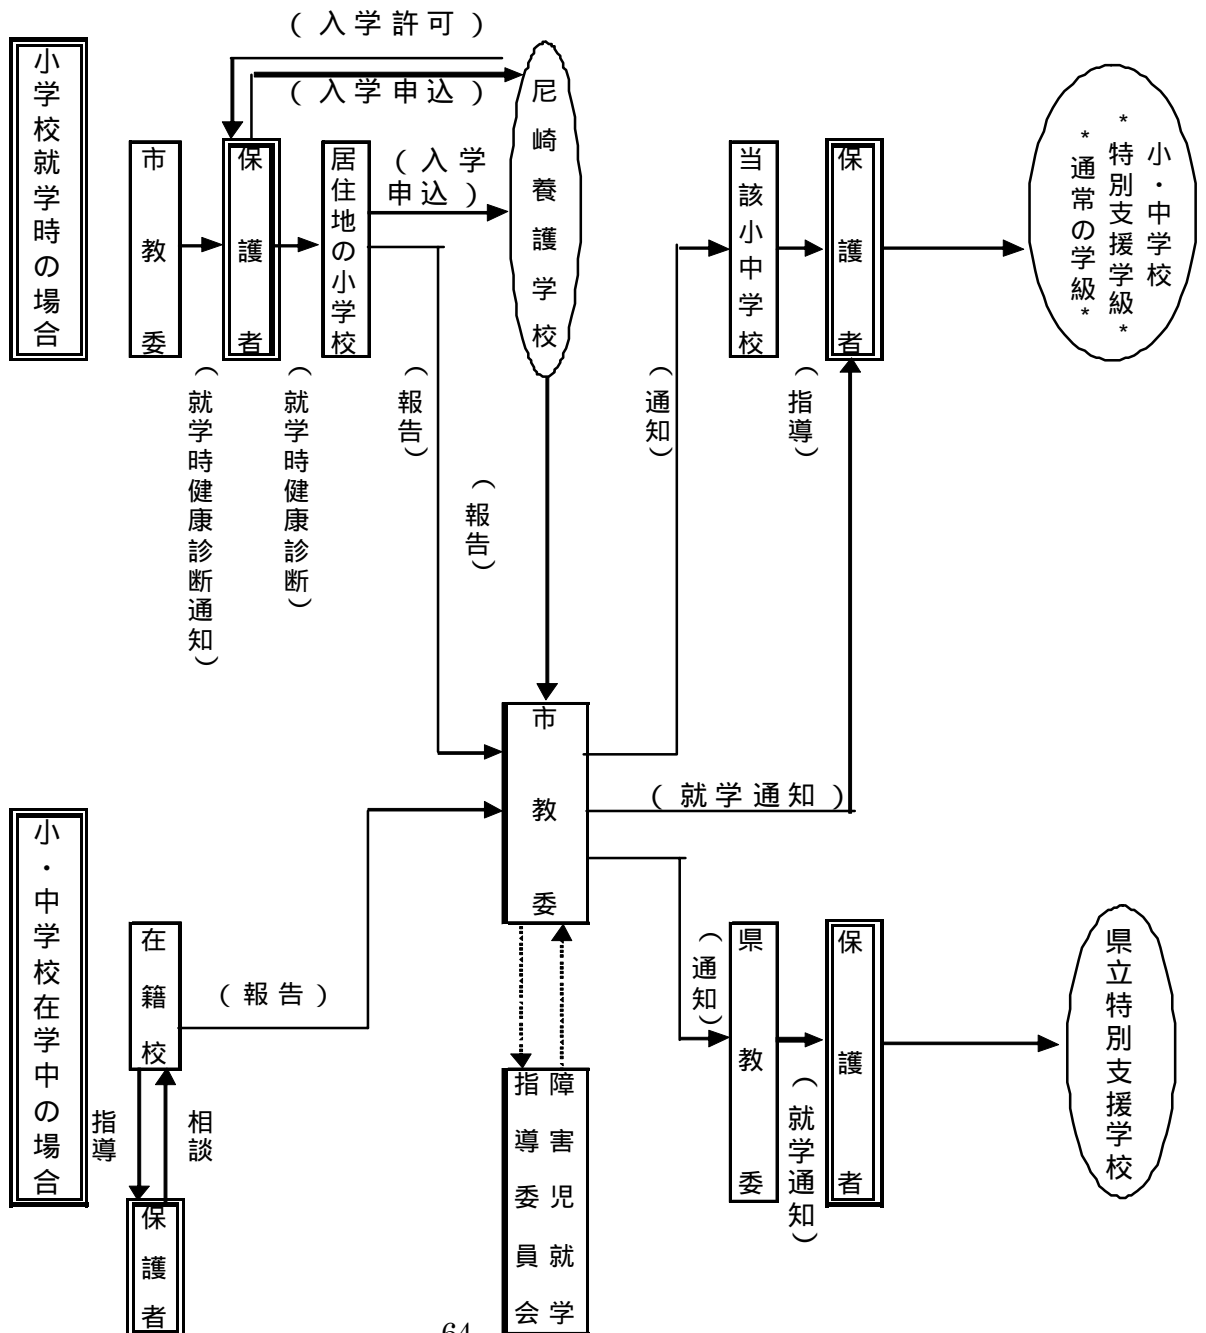 （入学許可）
（入学申込）
小学校就学時の場合
市教委
保護者
居住地の小学校
（入学
申込）
尼崎養護学校
当該小中学校
保護者
小・中学校
*特別支援学級*
*通常の学級*
（就学時健康診断通知）
（就学時健康診断）
（報告）
（報告）
（通知）
（指導）
市教委
（就学通知）
小・中学校在学中の場合
在籍校
（報告）
指導
相談
保護者
障害児就学
指導委員会
（通知）
県教委
（就学通知）
保護者
県立特別支援学校
64